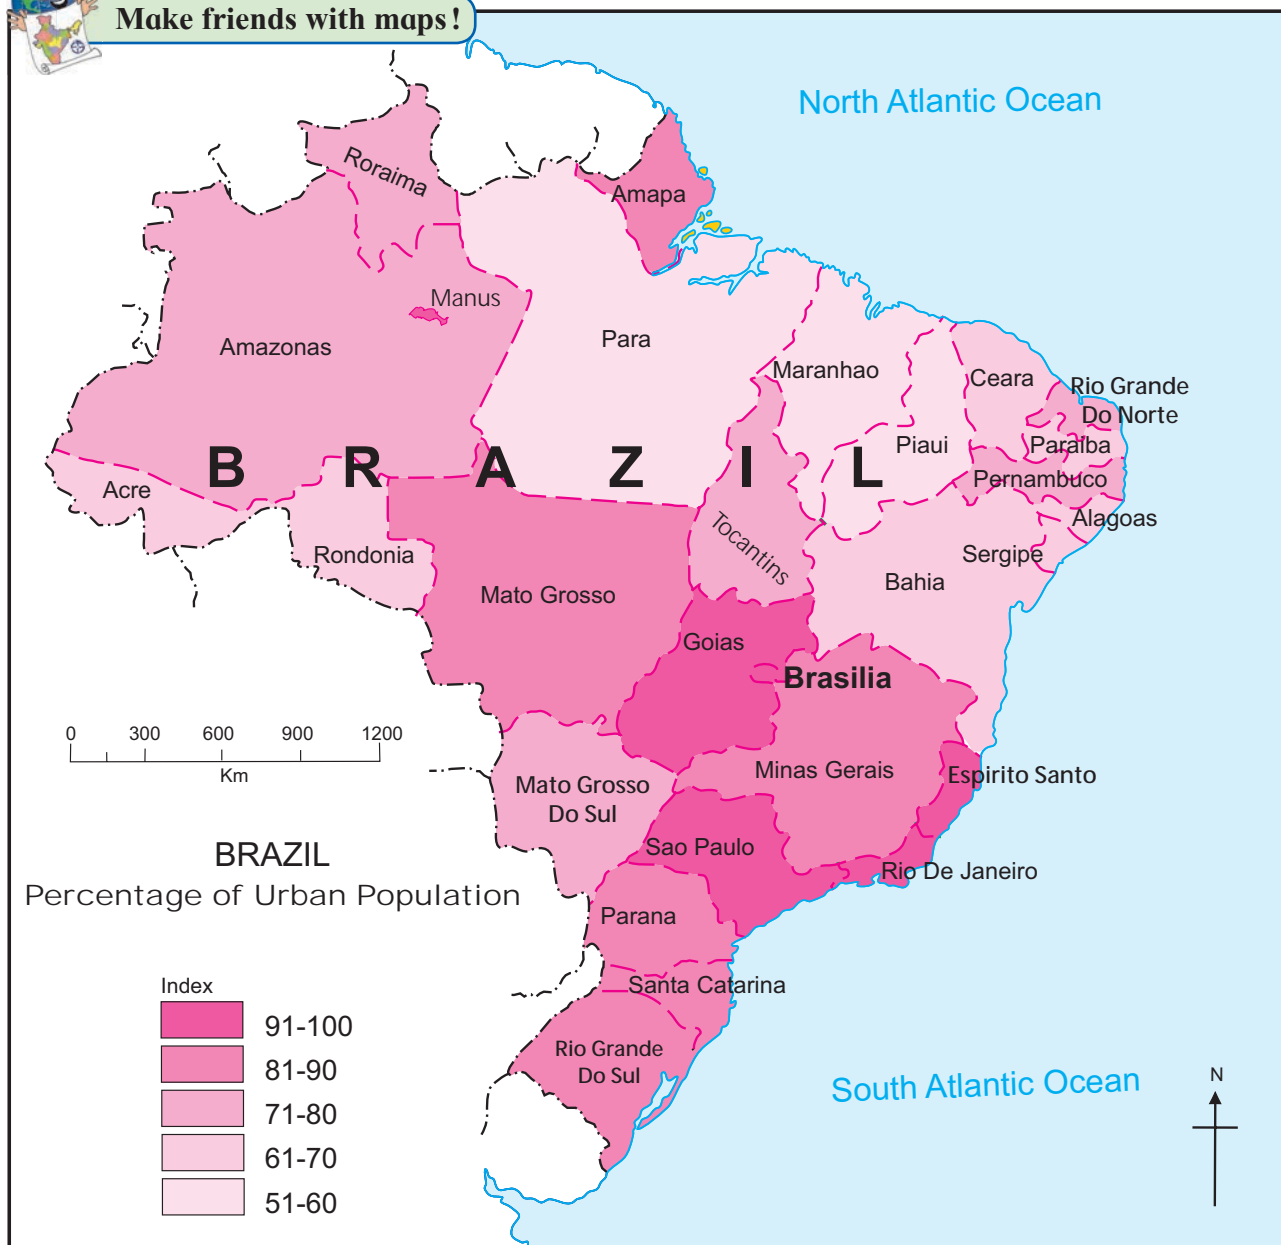 Make friends with maps!
North Atlantic Ocean
Roraima
Amapa
Manus
Amazonas
Para
Maranhao
Ceara
Rio Grande
Do Norte
Piaui
Paraiba
BRAZIL
Pernambuco
Acre
Alagoas
Tocantins
Rondonia
Sergipe
Bahia
Mato Grosso
Goias
Brasilia
0 300 600 900 1200
Km
Minas Gerais
Espirito Santo
Mato Grosso
Do Sul
Sao Paulo
Rio De Janeiro
BRAZIL
Percentage of Urban Population
Parana
Santa Catarina
Index
91-100
81-90
71-80
61-70
51-60
Rio Grande
Do Sul
South Atlantic Ocean
N